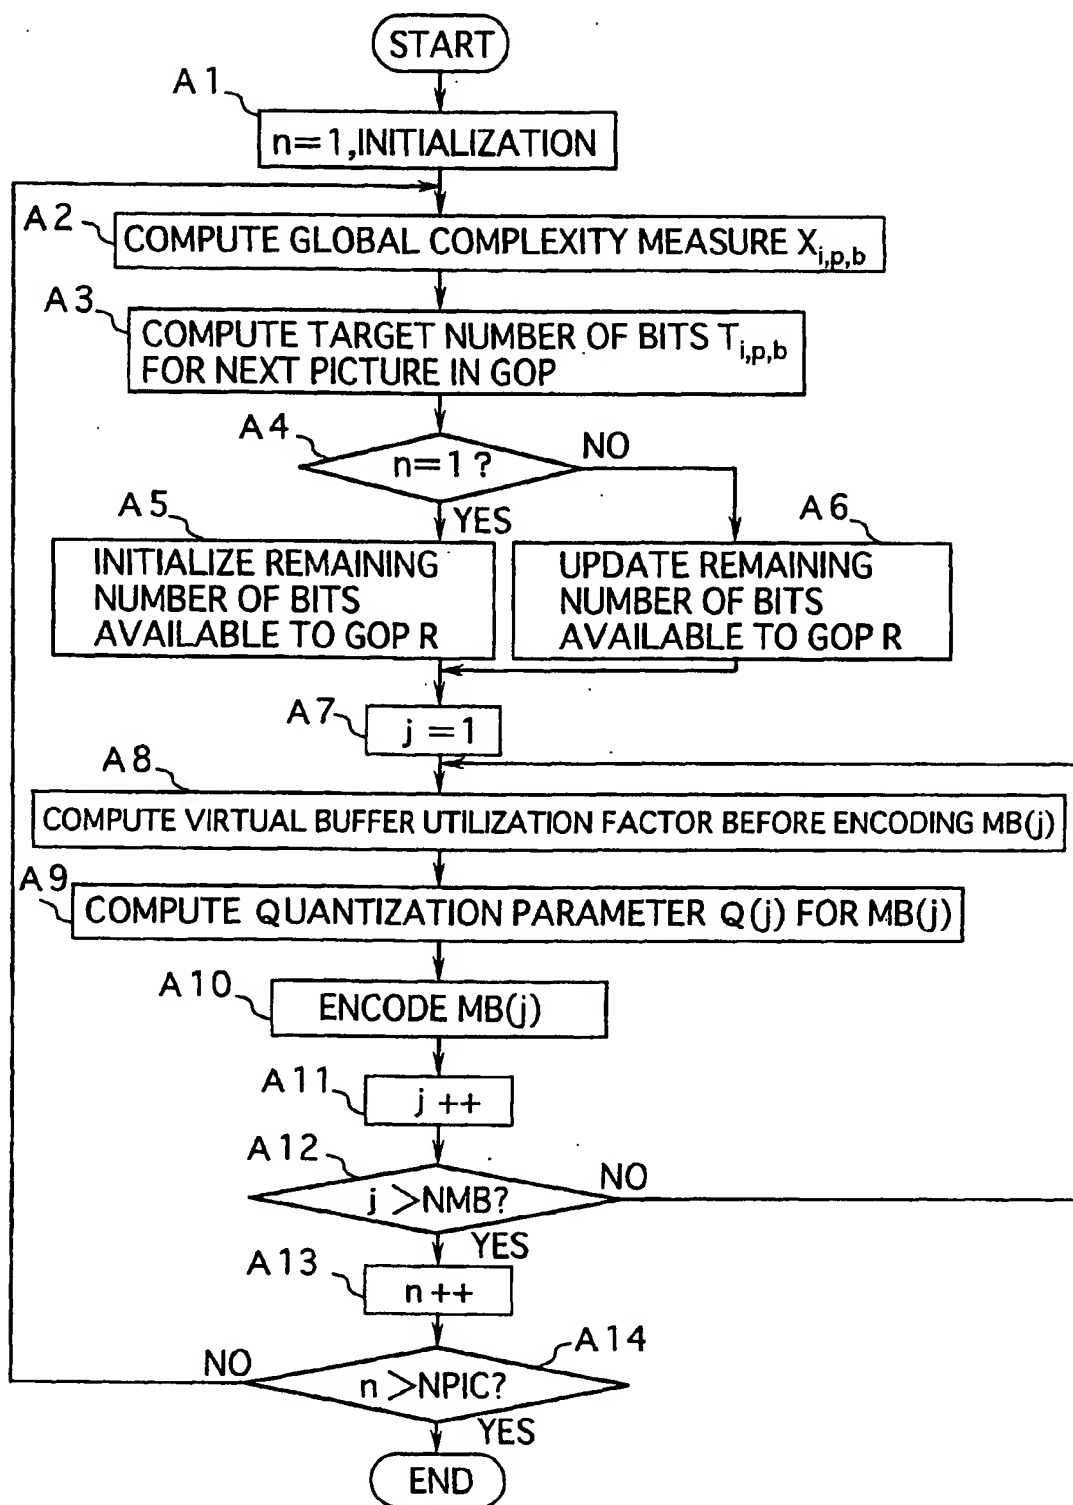 START
A1
n=1,INITIALIZATION
A2
COMPUTE GLOBAL COMPLEXITY MEASURE Xi,p,b
A3
COMPUTE TARGET NUMBER OF BITS Ti,p,b
FOR NEXT PICTURE IN GOP
A4
n=1?
NO
YES
A5
INITIALIZE REMAINING
NUMBER OF BITS
AVAILABLE TO GOP R
A6
UPDATE REMAINING
NUMBER OF BITS
AVAILABLE TO GOP R
A7
j=1
A8
COMPUTE VIRTUAL BUFFER UTILIZATION FACTOR BEFORE ENCODING MB(j)
A9
COMPUTE QUANTIZATION PARAMETER Q(j) FOR MB(j)
A10
ENCODE MB(j)
A11
j++
A12
j>NMB?
NO
YES
A13
n++
A14
n>NPIC?
NO
YES
END